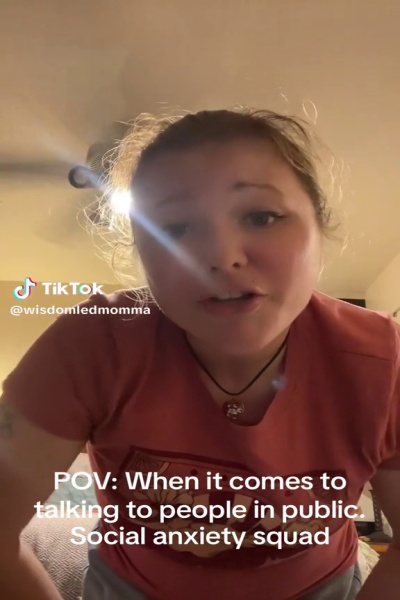 TikTok
@wisdomledmomma
POV: When it comes to
talking to people in public.
Social anxiety squad